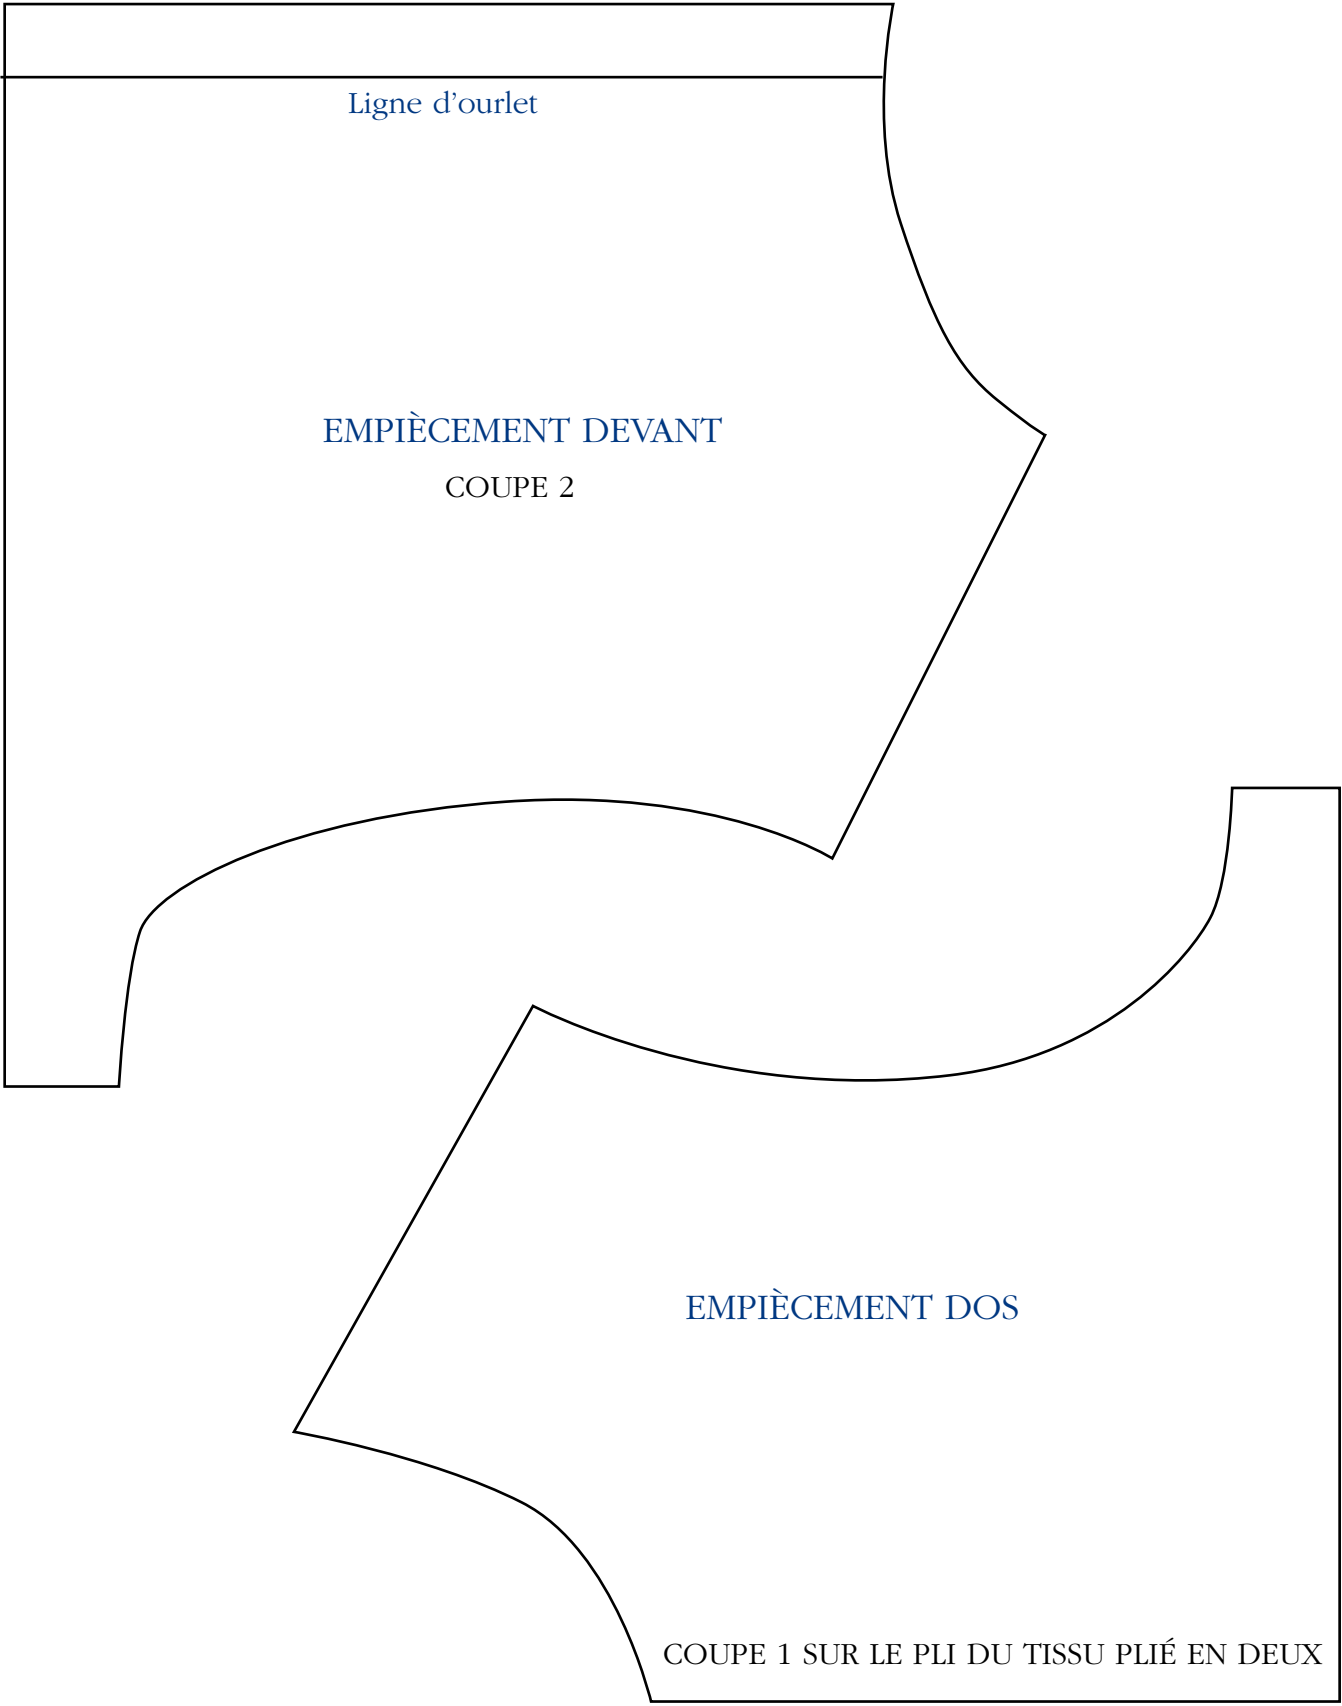 Ligne d’ourlet
EMPIÈCEMENT DEVANT
COUPE 2
EMPIÈCEMENT DOS
COUPE 1 SUR LE PLI DU TISSU PLIÉ EN DEUX